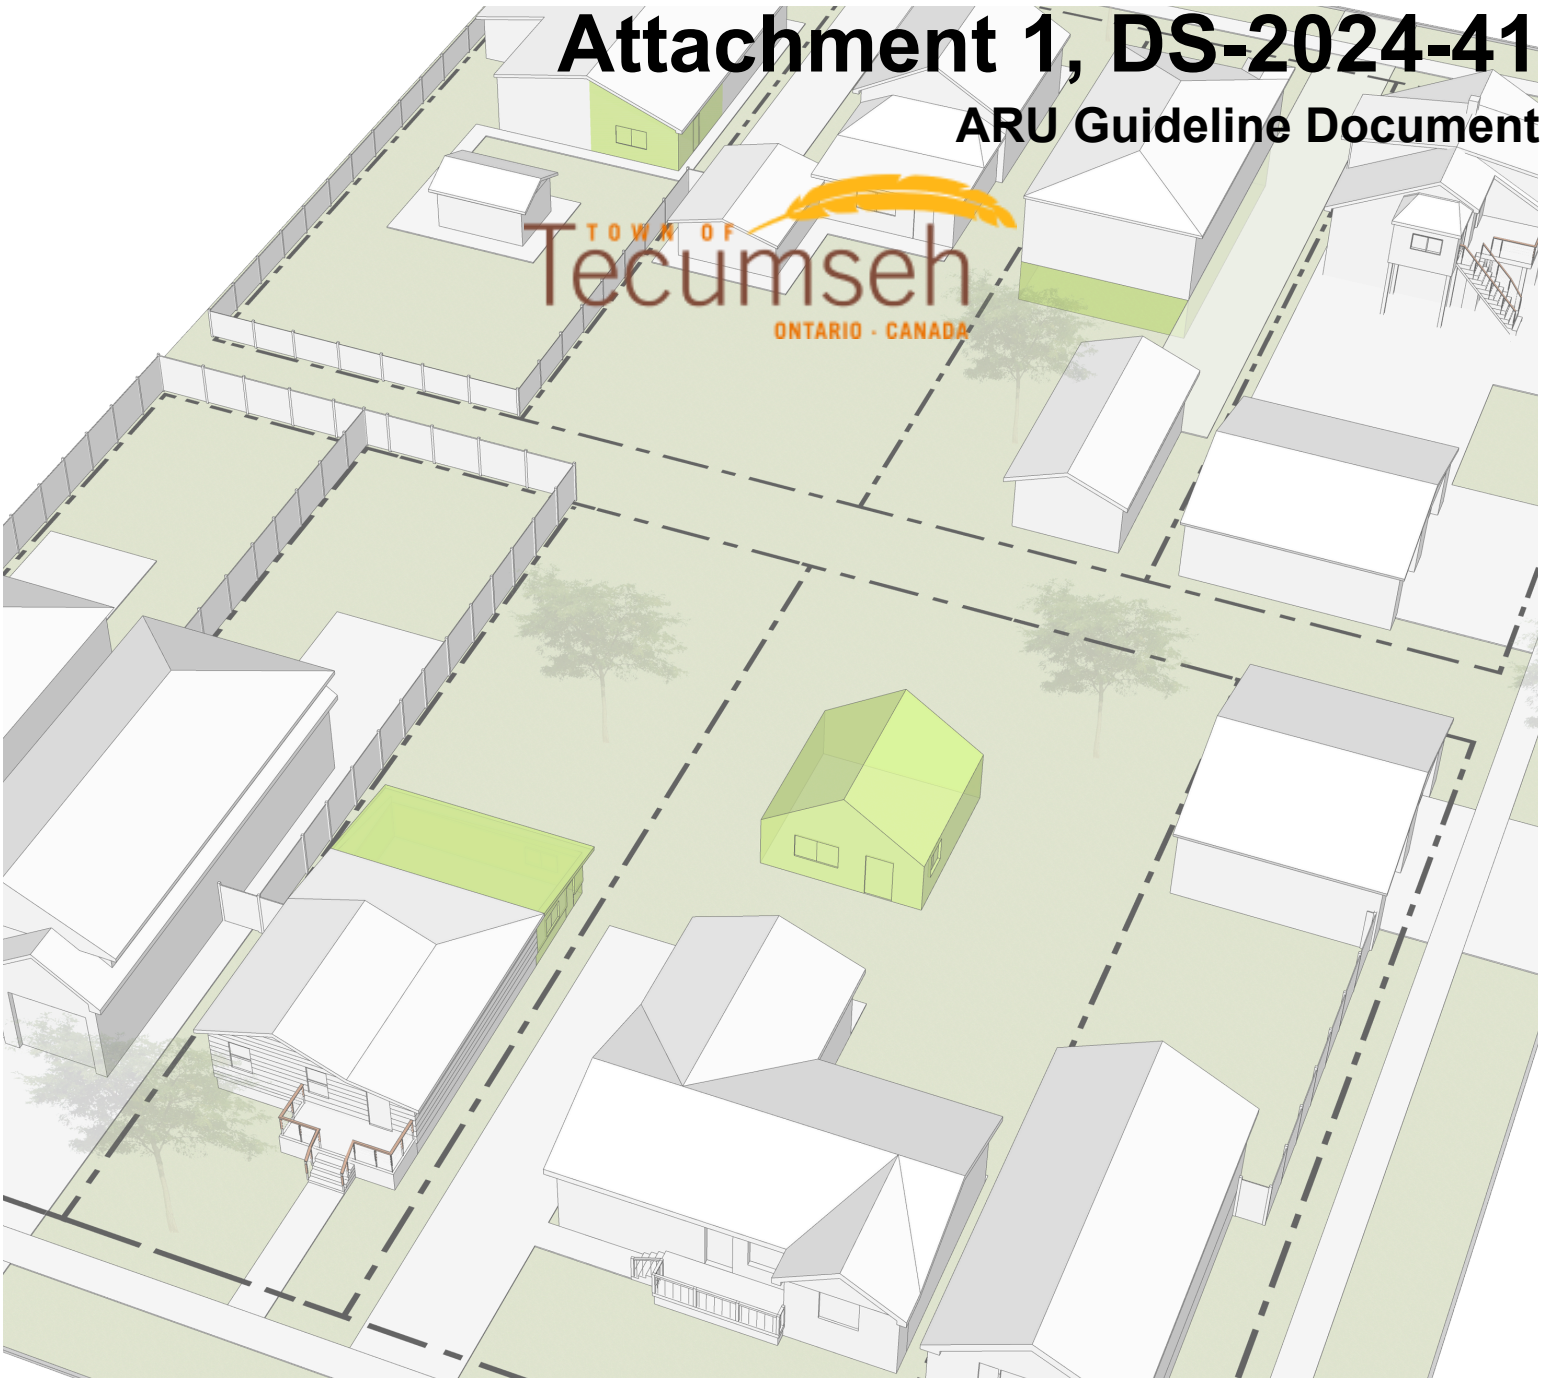 Attachment 1, DS-2024-41
ARU Guideline Document
TOWN OF
Tecumseh
ONTARIO · CANADA